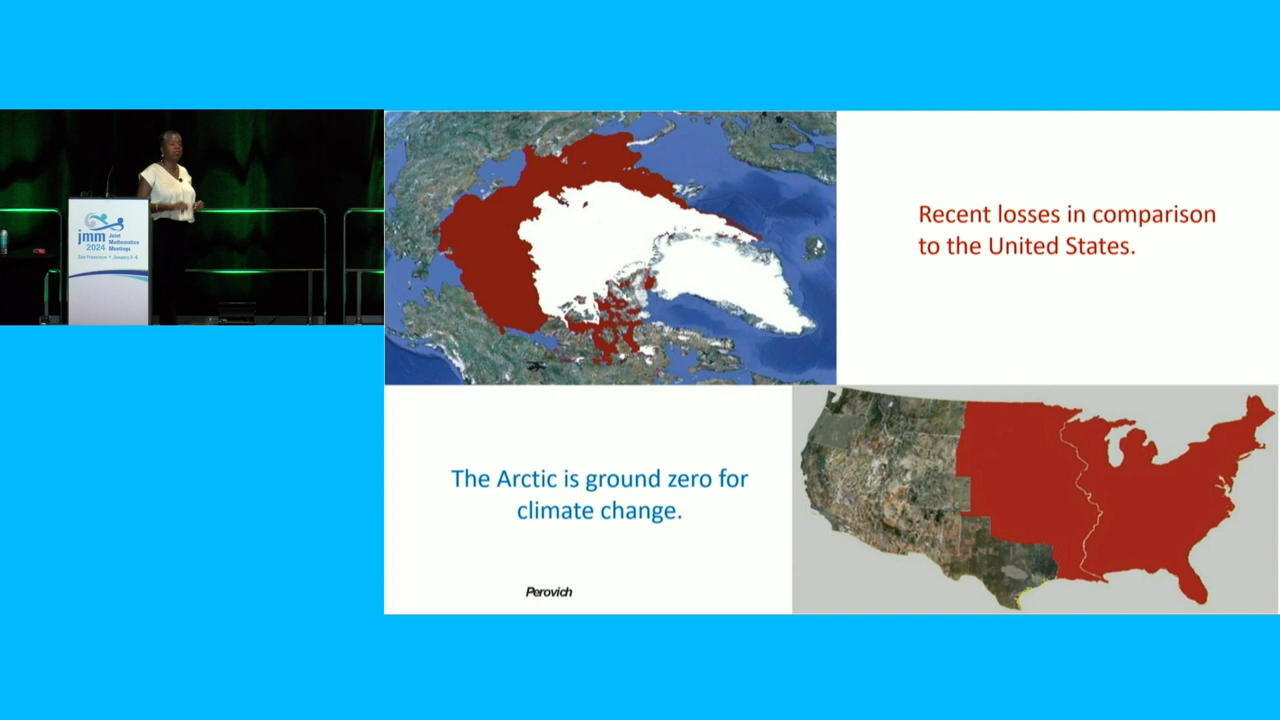 jmm
2024
Joint
Mathematics
Meetings
San Francisco • January 3-6
Recent losses in comparison
to the United States.
The Arctic is ground zero for
climate change.
Perovich